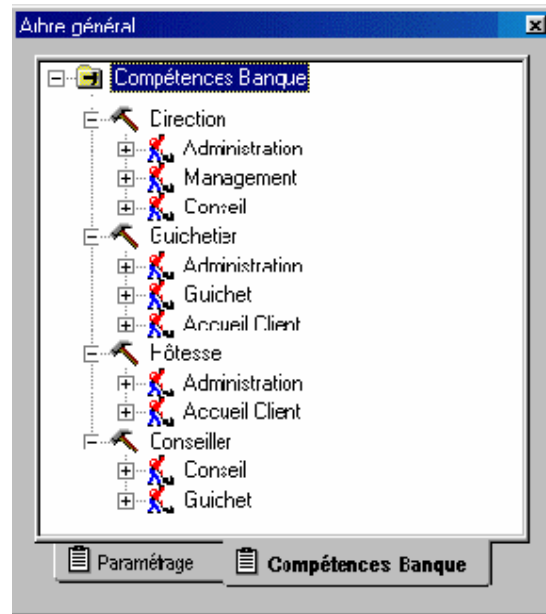 Arbre général
Compétences Banque
Direction
Administration
Management
Conseil
Guichetier
Administration
Guichet
Accueil Client
Hôtesse
Administration
Accueil Client
Conseiller
Conseil
Guichet
Paramétrage
Compétences Banque